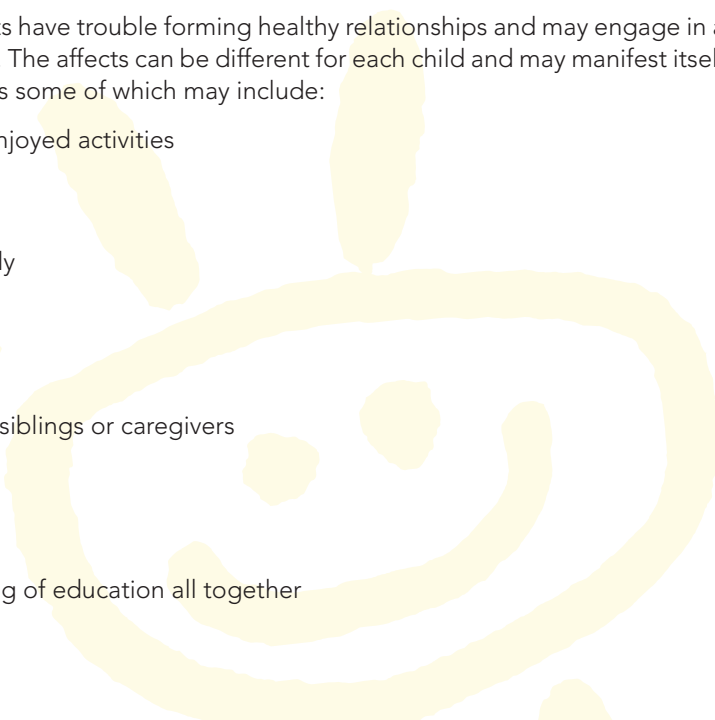 ts have trouble forming healthy relationships and may engage in a
. The affects can be different for each child and may manifest itsel
s some of which may include:
njoyed activities
ly
siblings or caregivers
g of education all together